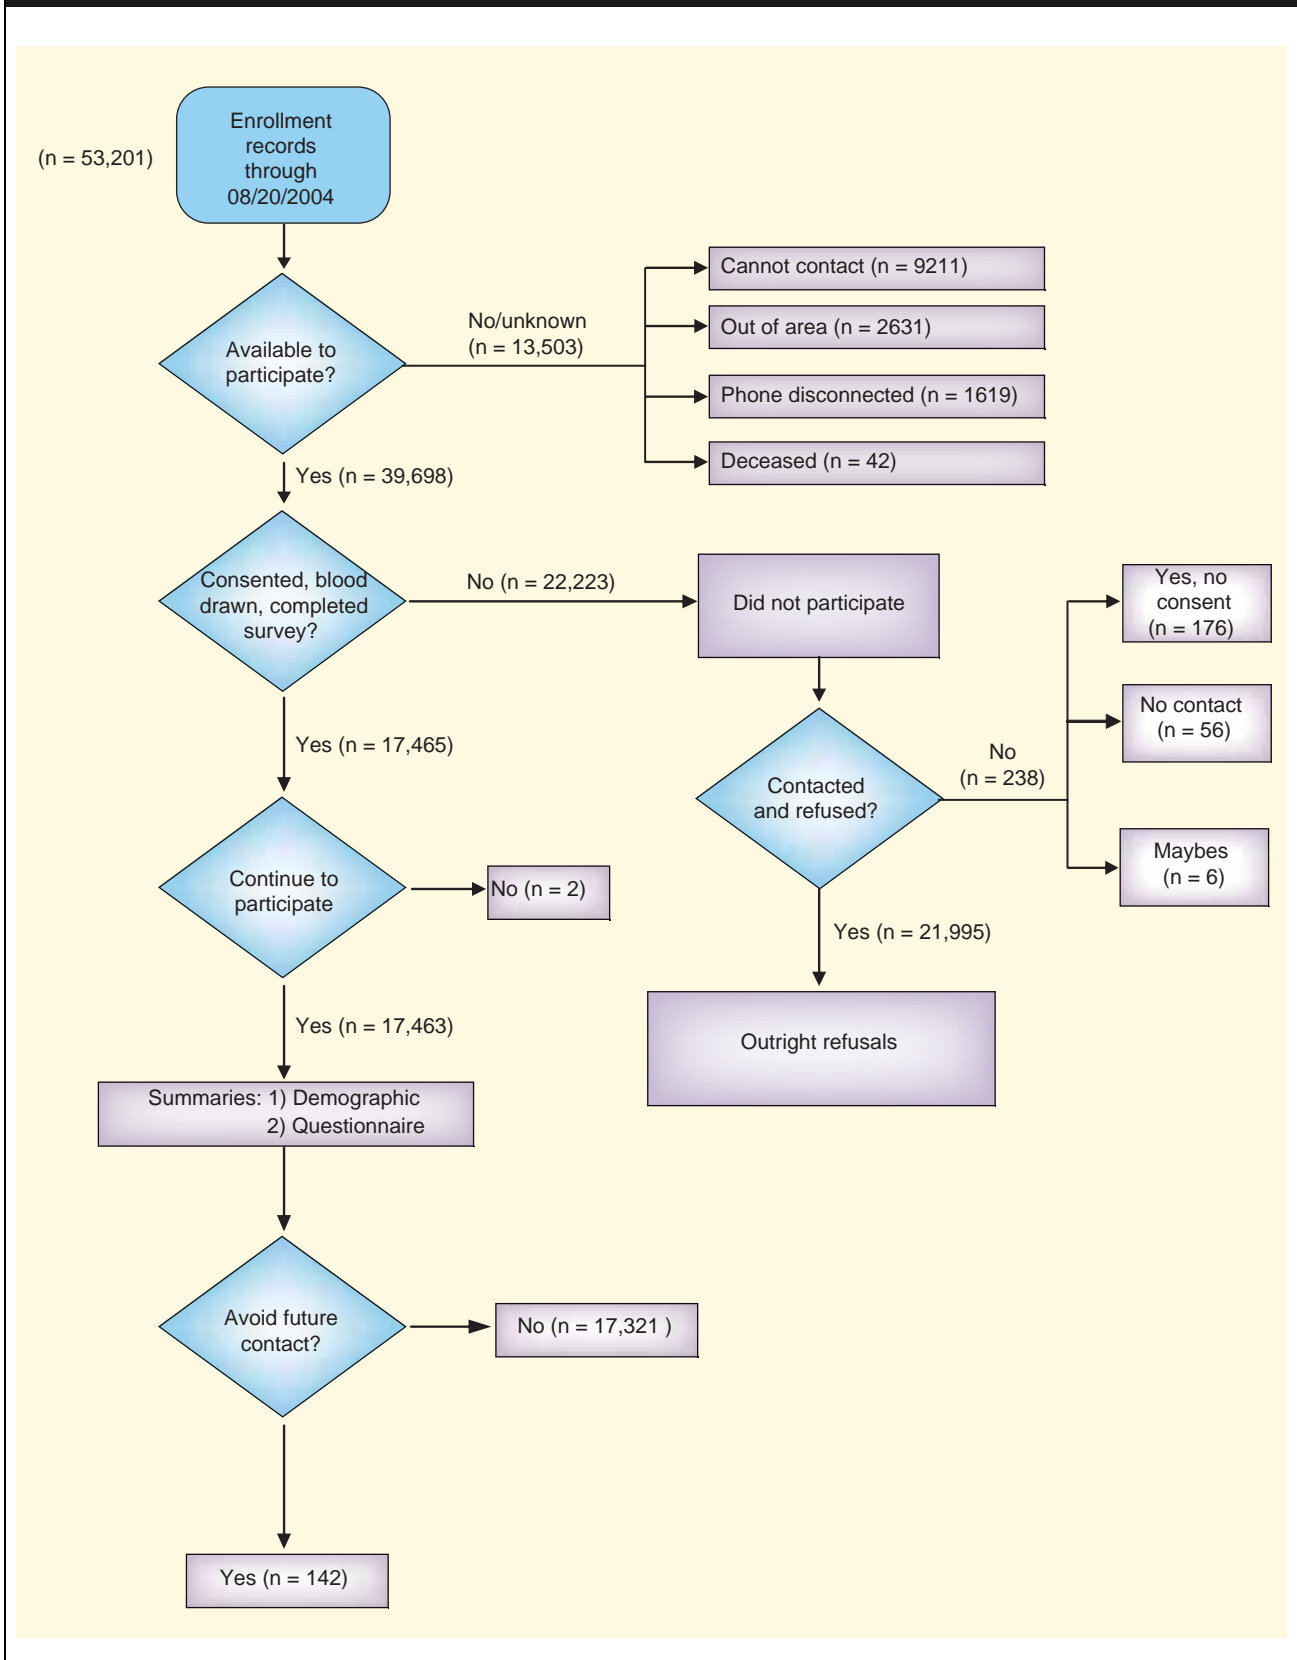 (n = 53,201)
Enrollment
records
through
08/20/2004
Available to
participate?
No/unknown
(n = 13,503)
Cannot contact (n = 9211)
Out of area (n = 2631)
Phone disconnected (n = 1619)
Deceased (n = 42)
Yes (n = 39,698)
Consented, blood
drawn, completed
survey?
No (n = 22,223)
Did not participate
Yes, no
consent
(n = 176)
No contact
(n = 56)
Maybes
(n = 6)
No
(n = 238)
Contacted
and refused?
Yes (n = 21,995)
Outright refusals
Yes (n = 17,465)
Continue to
participate
No (n = 2)
Yes (n = 17,463)
Summaries: 1) Demographic
2) Questionnaire
Avoid future
contact?
No (n = 17,321 )
Yes (n = 142)